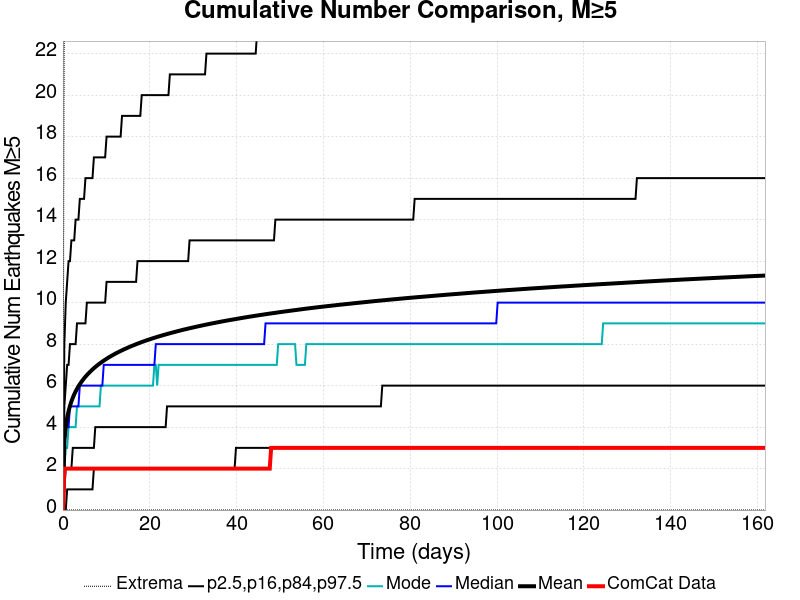 Cumulative Number Comparison, M≥5
Cumulative Num Earthquakes M≥5
22
20
18
16
14
12
10
8
6
4
2
0
0 20 40 60 80 100 120 140 160
Time (days)
Extrema p2.5,p16,p84,p97.5 Mode Median Mean ComCat Data